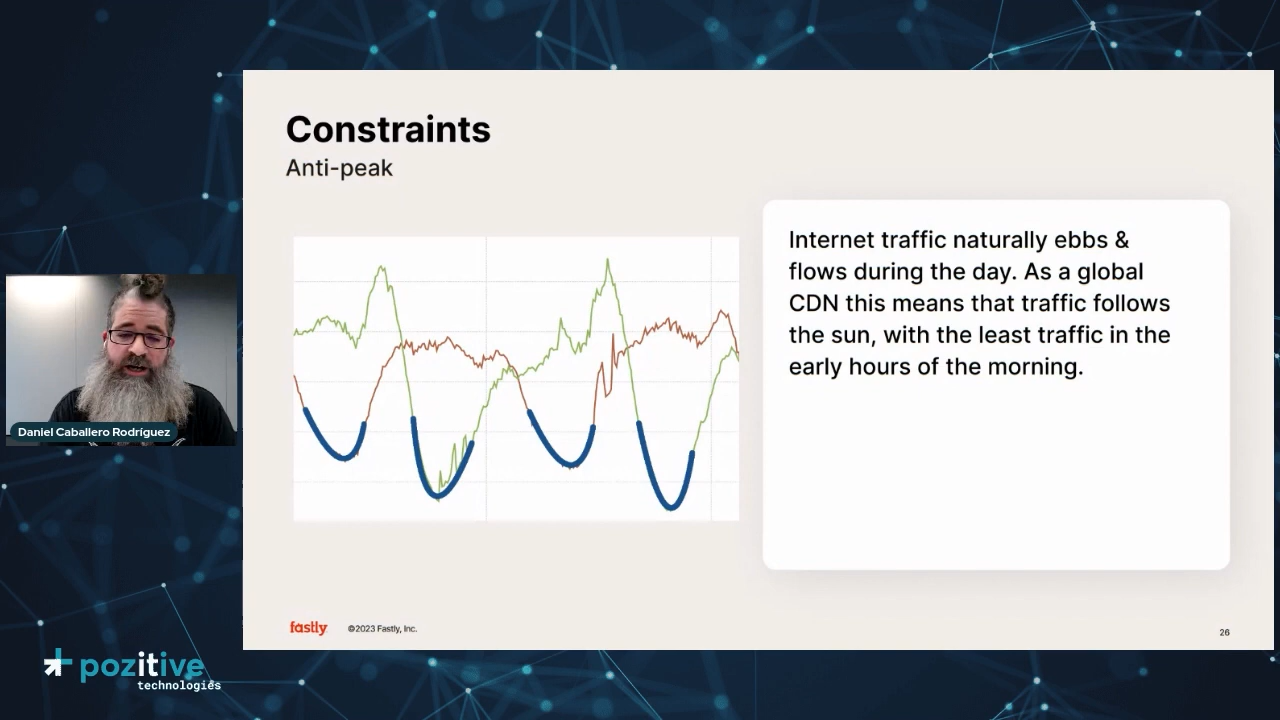 Constraints
Anti-peak
Internet traffic naturally ebbs &
flows during the day. As a global
CDN this means that traffic follows
the sun, with the least traffic in the
early hours of the morning.
Daniel Caballero Rodríguez
fastly
©2023 Fastly, Inc.
26
pozitive
technologies